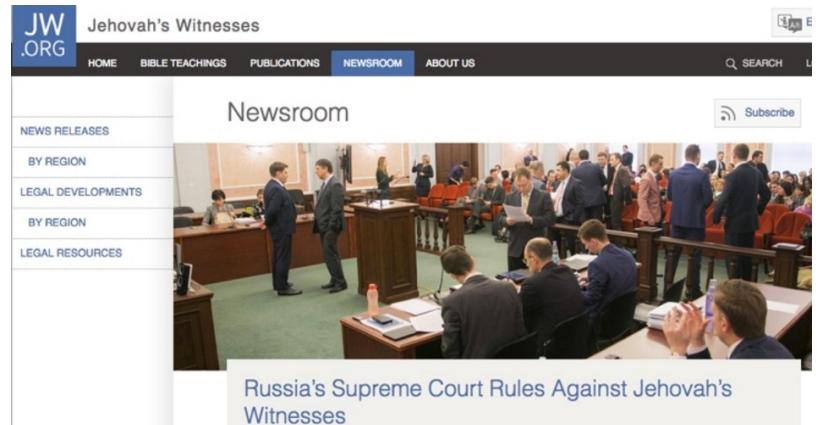 JW
.ORG
Jehovah's Witnesses
HOME BIBLE TEACHINGS PUBLICATIONS NEWSROOM ABOUT US SEARCH
Newsroom
Subscribe
NEWS RELEASES
BY REGION
LEGAL DEVELOPMENTS
BY REGION
LEGAL RESOURCES
Russia's Supreme Court Rules Against Jehovah's
Witnesses